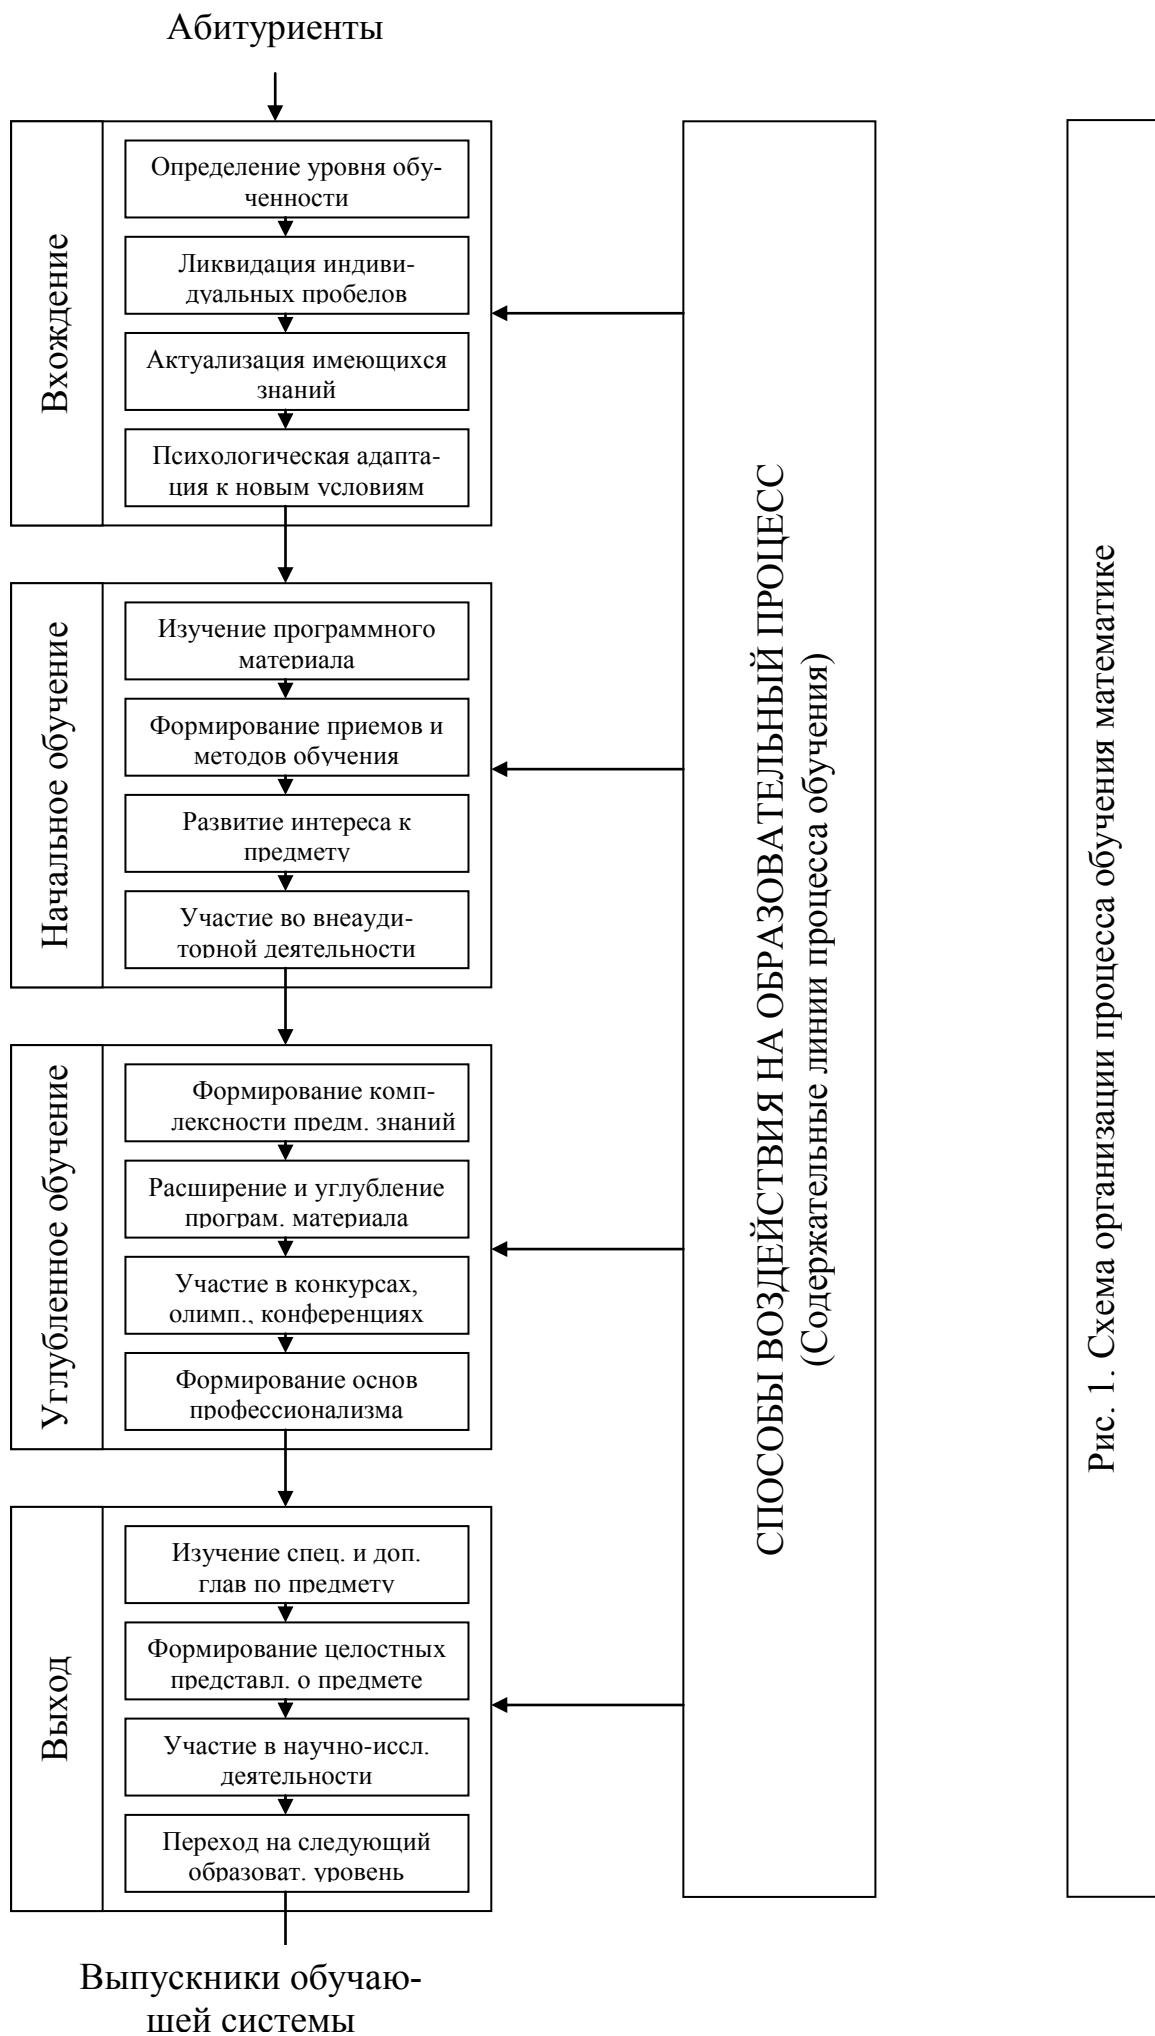 Абитуриенты
Вхождение
Определение уровня обу-
ченности
Ликвидация индиви-
дуальных пробелов
Актуализация имеющихся
знаний
Психологическая адапта-
ция к новым условиям
Начальное обучение
Изучение программного
материала
Формирование приемов и
методов обучения
Развитие интереса к
предмету
Участие во внеауди-
торной деятельности
Углубленное обучение
Формирование комп-
лексности предм. знаний
Расширение и углубление
програм. материала
Участие в конкурсах,
олимп., конференциях
Формирование основ
профессионализма
Выход
Изучение спец. и доп.
глав по предмету
Формирование целостных
представл. о предмете
Участие в научно-иссл.
деятельности
Переход на следующий
образоват. уровень
Выпускники обучаю-
щей системы
СПОСОБЫ ВОЗДЕЙСТВИЯ НА ОБРАЗОВАТЕЛЬНЫЙ ПРОЦЕСС
(Содержательные линии процесса обучения)
Рис. 1. Схема организации процесса обучения математике